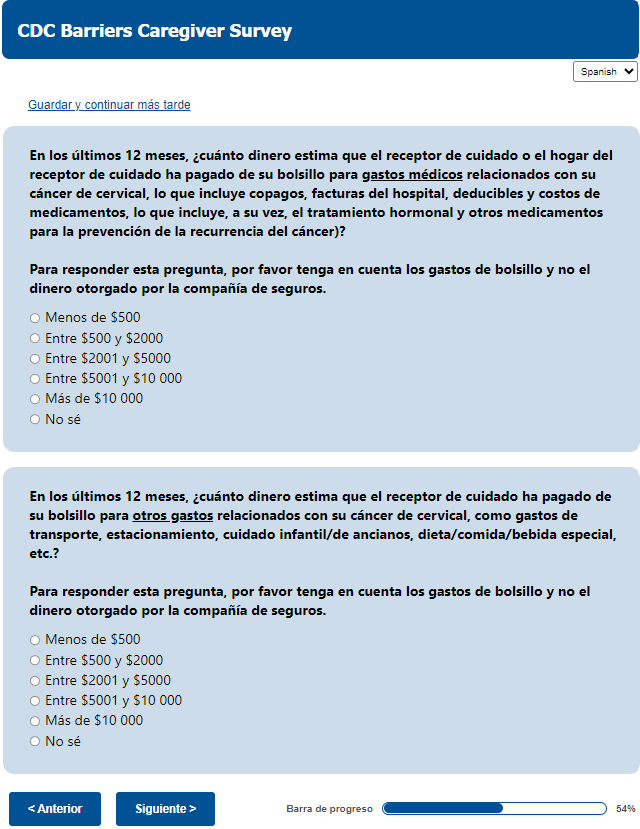 CDC Barriers Caregiver Survey
Spanish
Guardar y continuar más tarde
En los últimos 12 meses, ¿cuánto dinero estima que el receptor de cuidado o el hogar del
receptor de cuidado ha pagado de su bolsillo para gastos médicos relacionados con su
cáncer de cervical, lo que incluye copagos, facturas del hospital, deducibles y costos de
medicamentos, lo que incluye, a su vez, el tratamiento hormonal y otros medicamentos
para la prevención de la recurrencia del cáncer)?
Para responder esta pregunta, por favor tenga en cuenta los gastos de bolsillo y no el
dinero otorgado por la compañía de seguros.
Menos de $500
Entre $500 y $2000
Entre $2001 y $5000
Entre $5001 y $10 000
Más de $10 000
No sé
En los últimos 12 meses, ¿cuánto dinero estima que el receptor de cuidado ha pagado de
su bolsillo para otros gastos relacionados con su cáncer de cervical, como gastos de
transporte, estacionamiento, cuidado infantil/de ancianos, dieta/comida/bebida especial,
etc.?
Para responder esta pregunta, por favor tenga en cuenta los gastos de bolsillo y no el
dinero otorgado por la compañía de seguros.
Menos de $500
Entre $500 y $2000
Entre $2001 y $5000
Entre $5001 y $10 000
Más de $10 000
No sé
< Anterior
Siguiente >
Barra de progreso
54%